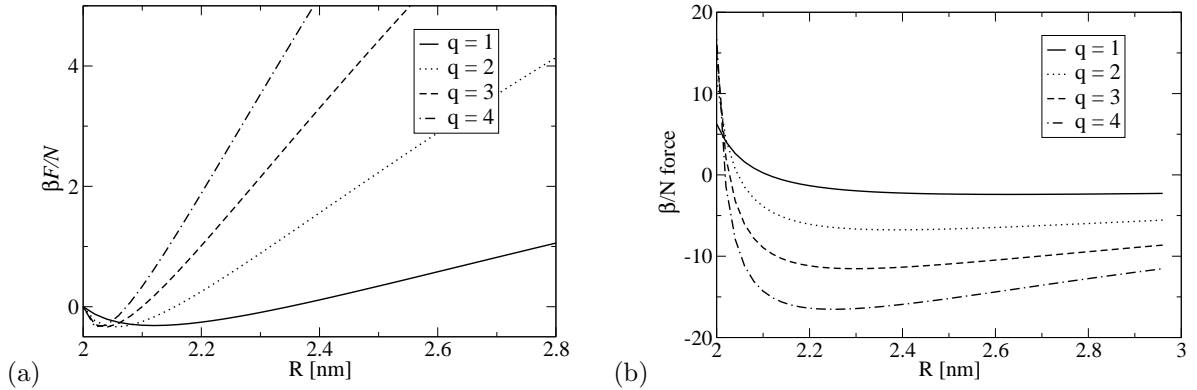 4
2
0
βF/N
2
2.2
2.4
2.6
2.8
R [nm]
q = 1
q = 2
q = 3
q = 4
(a)
20
10
0
-10
-20
β/N force
2
2.2
2.4
2.6
2.8
3
R [nm]
q = 1
q = 2
q = 3
q = 4
(b)